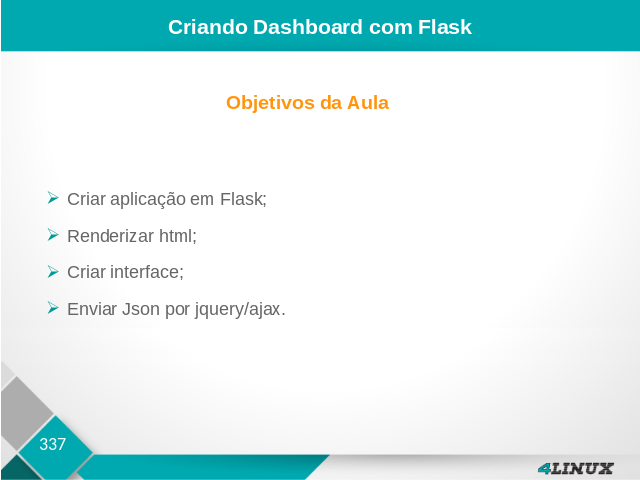 Criando Dashboard com Flask
Objetivos da Aula
Criar aplicação em Flask;
Renderizar html;
Criar interface;
Enviar Json por jquery/ajax.
337
4LINUX